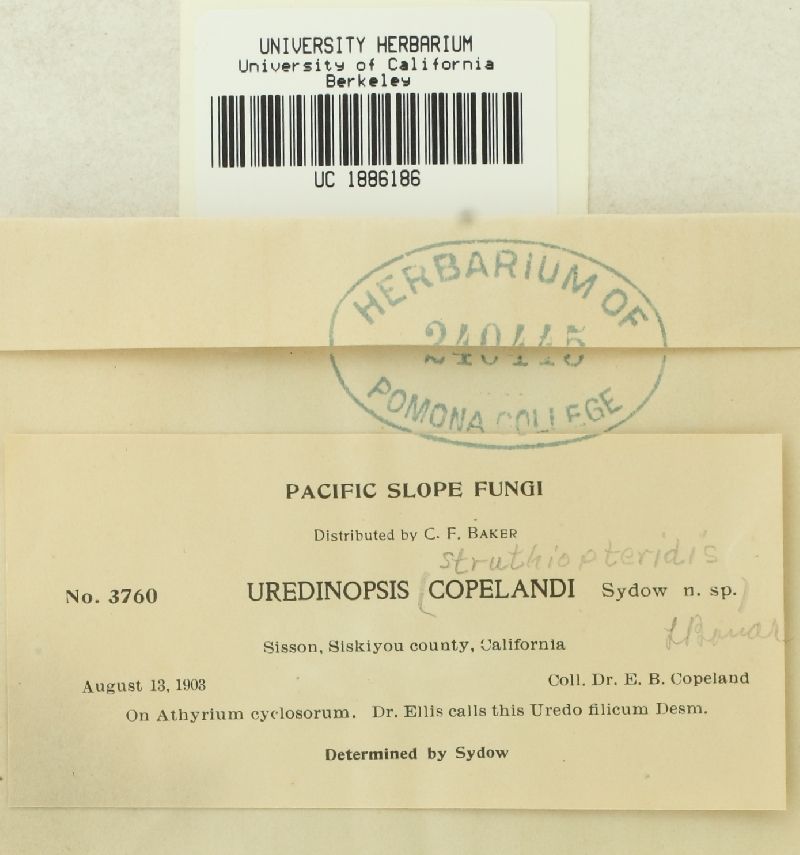 UNIVERSITY HERBARIUM
University of California
Berkeley
UC 1886186
HERBARIUM OF
240445
POMONA COLLEGE
PACIFIC SLOPE FUNGI
Distributed by C. F. BAKER
struthiopteridis
No. 3760 UREDINOPSIS (COPELANDI Sydow n. sp.)
LBonar
Sisson, Siskiyou county, California
August 13, 1903 Coll. Dr. E. B. Copeland
On Athyrium cyclosorum. Dr. Ellis calls this Uredo filicum Desm.
Determined by Sydow